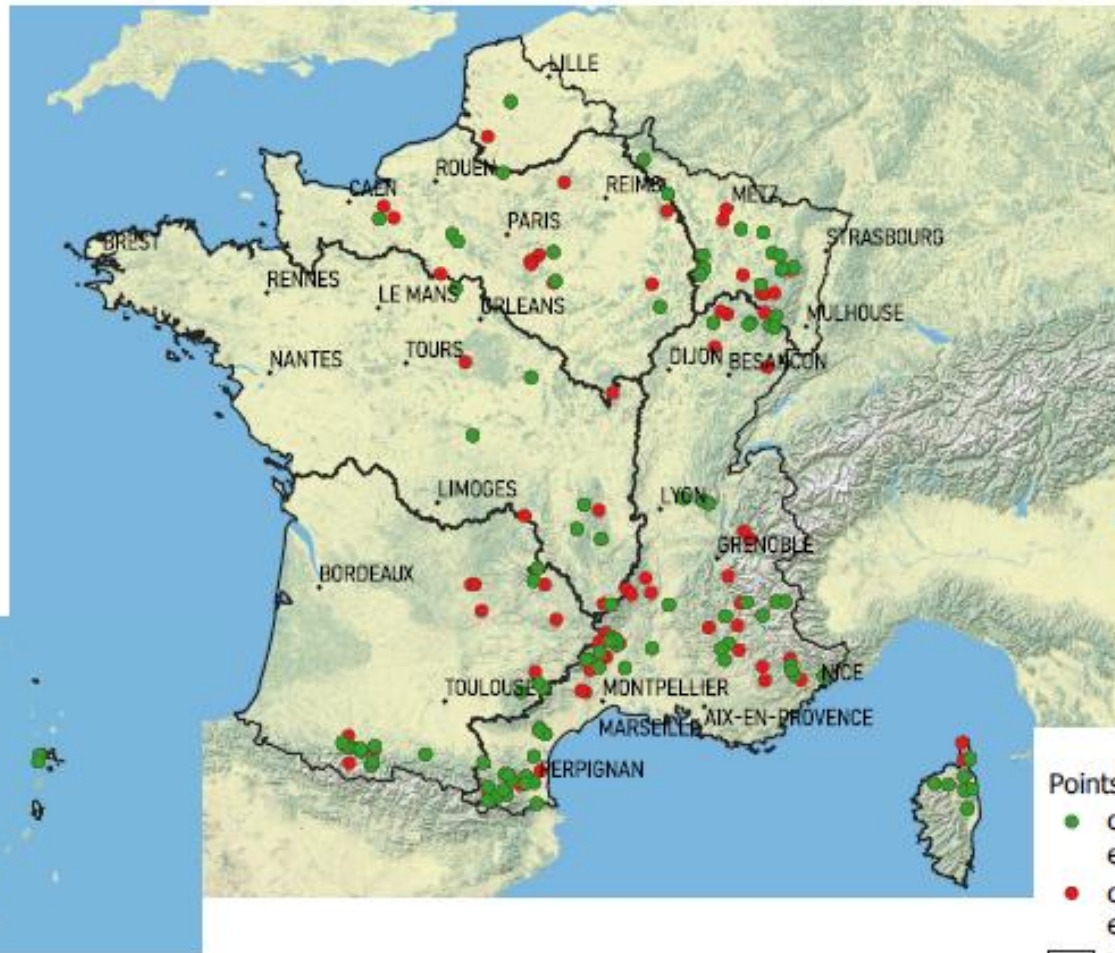 LILLE
ROUEN
CAEN
REIMS
METZ
PARIS
STRASBOURG
BREST
RENNES
LE MANS
ORLEANS
MULHOUSE
NANTES
TOURS
DIJON
BESANCON
LIMOGES
LYON
GRENOBLE
BORDEAUX
TOULOUSE
MONTPELLIER
NICE
MARSEILLE
AIX-EN-PROVENCE
PERPIGNAN
Points